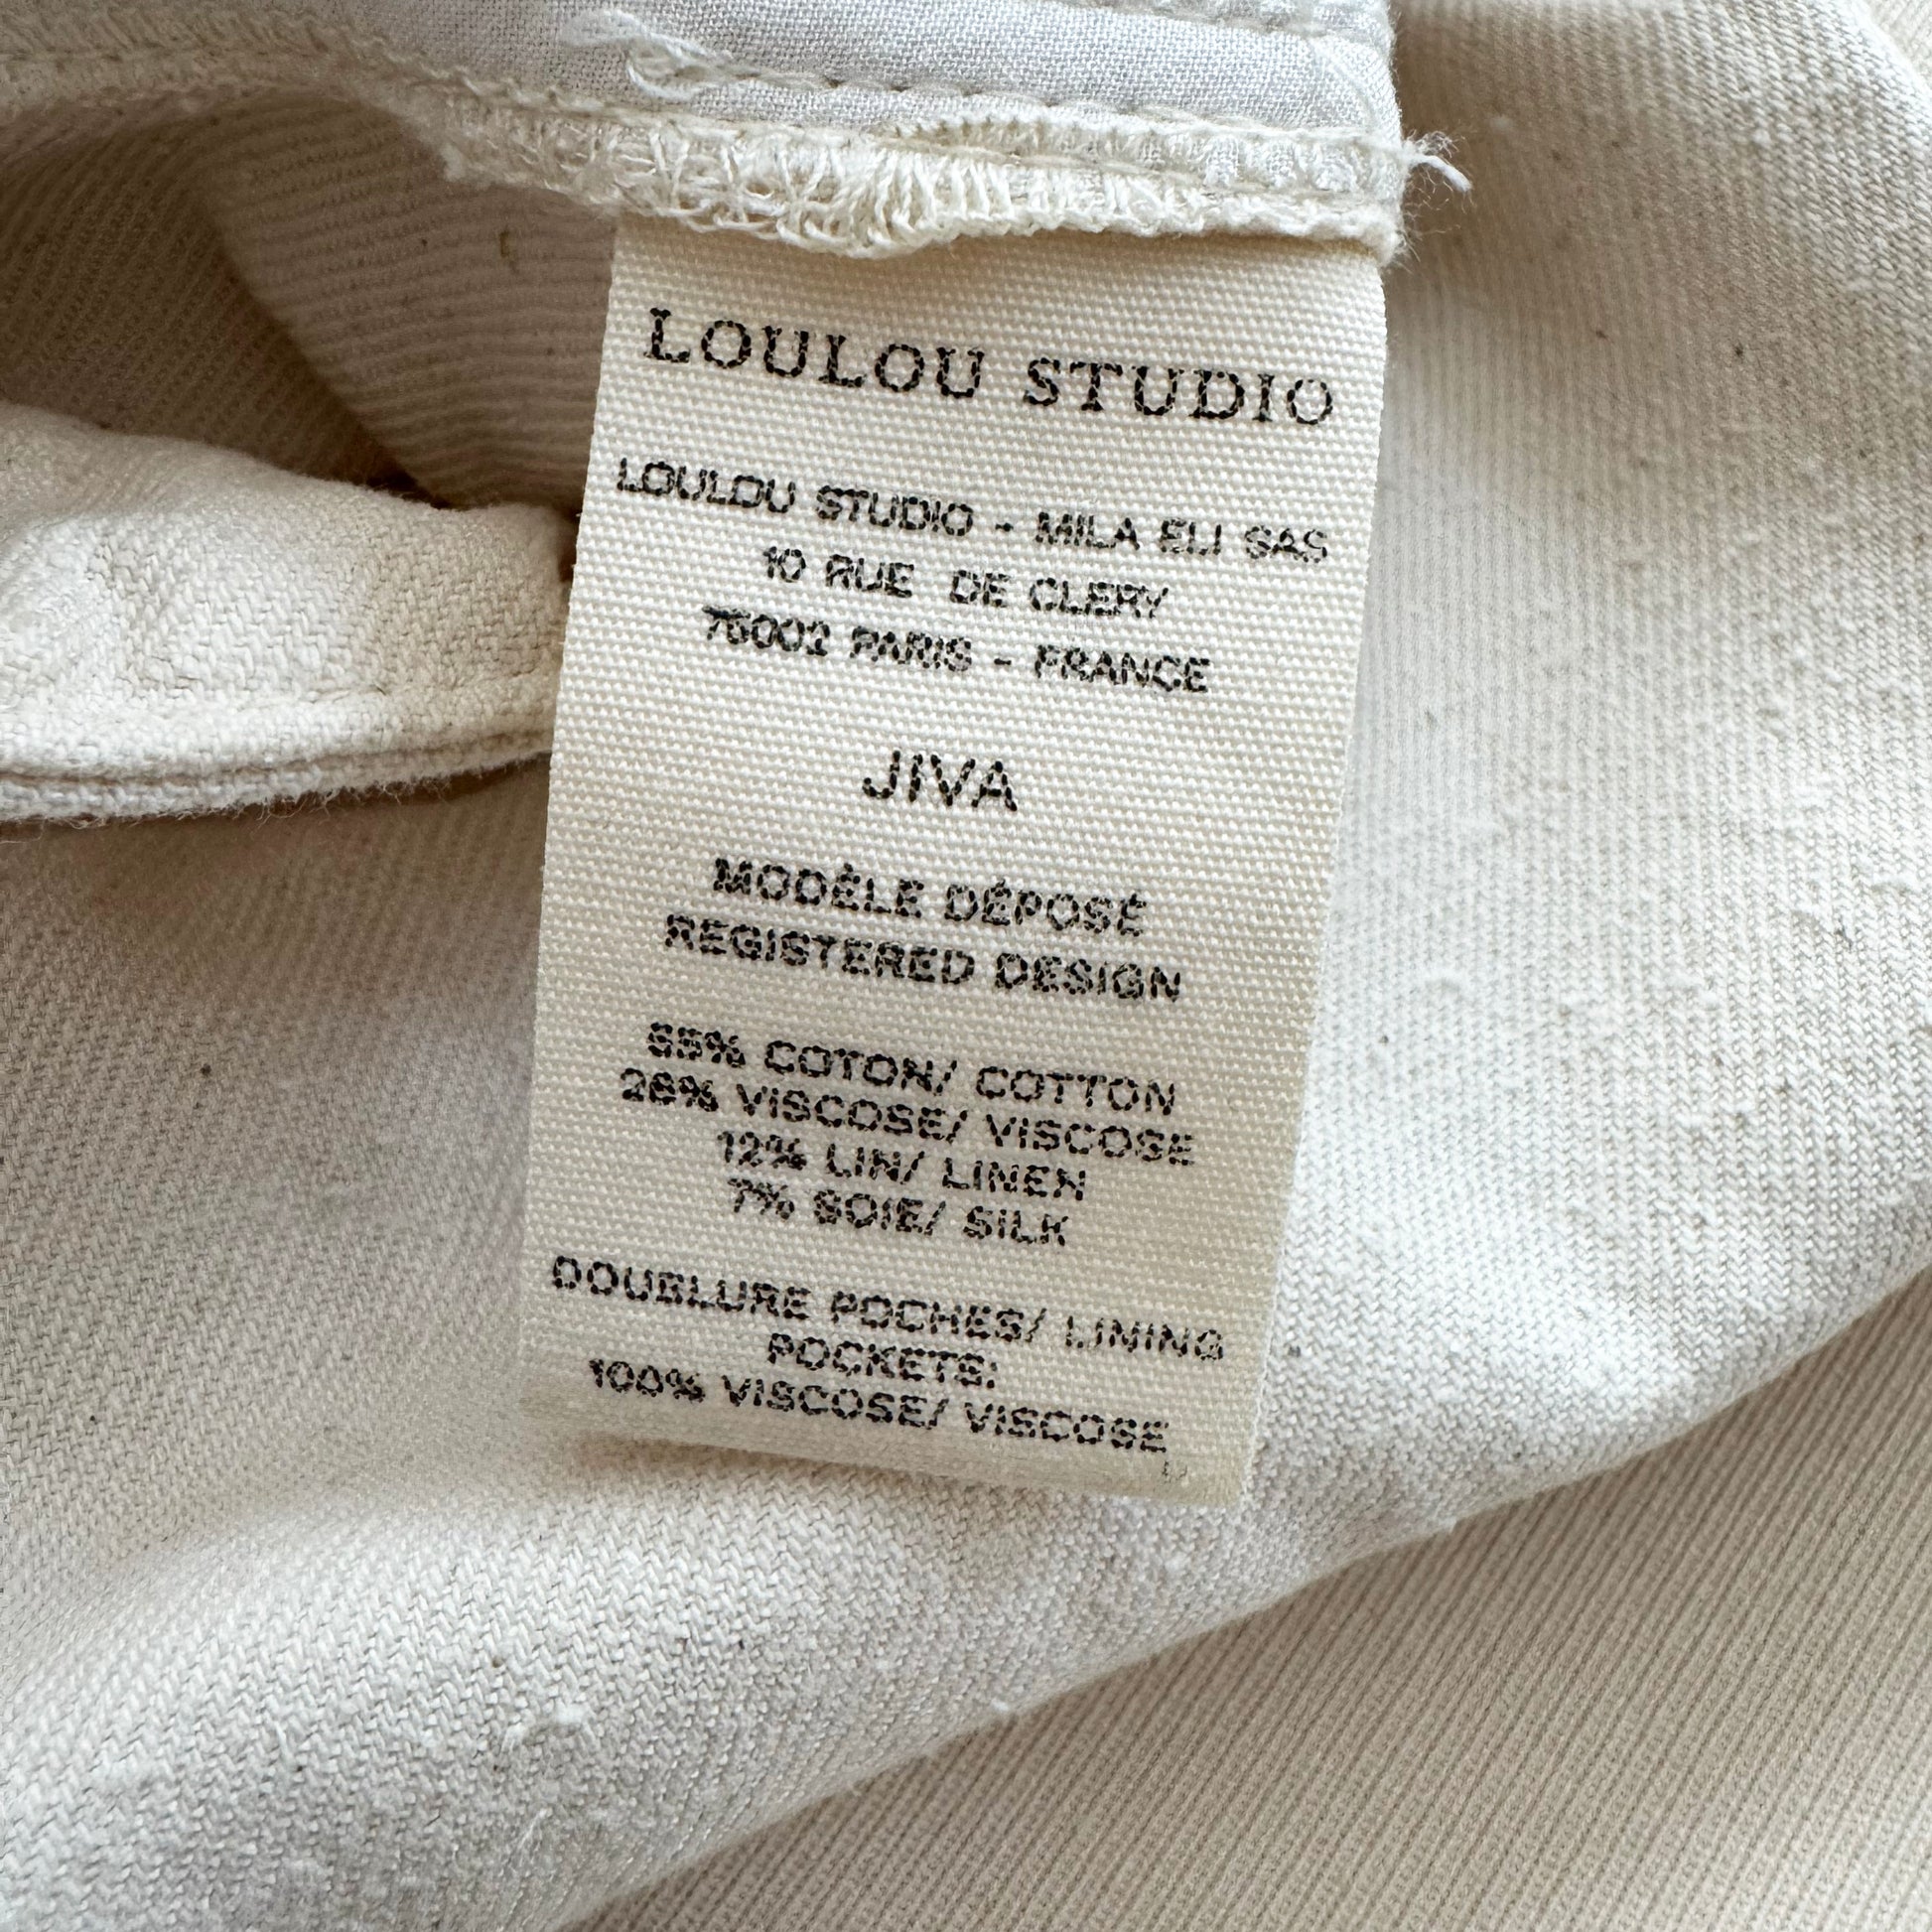 LOULOU STUDIO
LOULOU STUDIO - MILA ELI SAS
10 RUE DE CLERY
75002 PARIS - FRANCE
JIVA
MODÈLE DÉPOSÉ
REGISTERED DESIGN
55% COTON/ COTTON
26% VISCOSE/ VISCOSE
12% LIN/ LINEN
7% SOIE/ SILK
DOUBLURE POCHES/ LINING
POCKETS:
100% VISCOSE/ VISCOSE